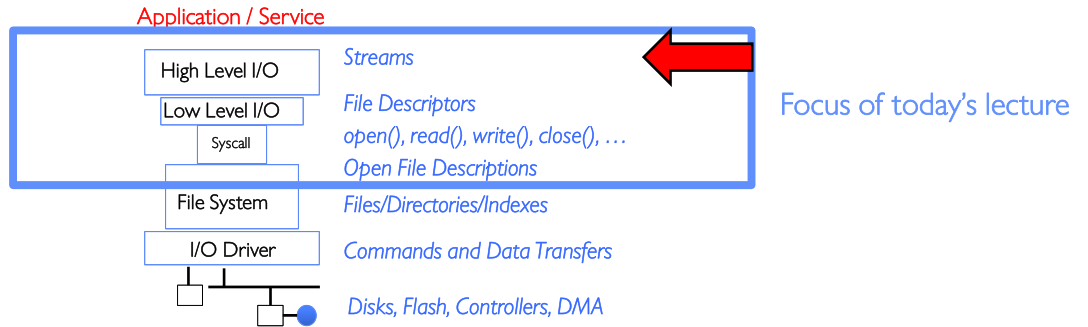 Application / Service
High Level I/O
Streams
Low Level I/O
File Descriptors
Syscall
open(), read(), write(), close(), …
Open File Descriptions
File System
Files/Directories/Indexes
I/O Driver
Commands and Data Transfers
Disks, Flash, Controllers, DMA
Focus of today’s lecture